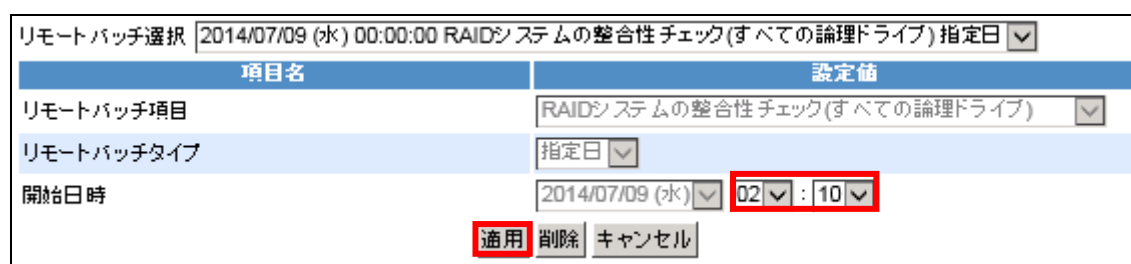 リモートバッチ選択 2014/07/09 (水) 00:00:00 RAIDシステムの整合性チェック(すべての論理ドライブ) 指定日
項目名 設定値
リモートバッチ項目 RAIDシステムの整合性チェック(すべての論理ドライブ)
リモートバッチタイプ 指定日
開始日時 2014/07/09 (水) 02 : 10
適用 削除 キャンセル